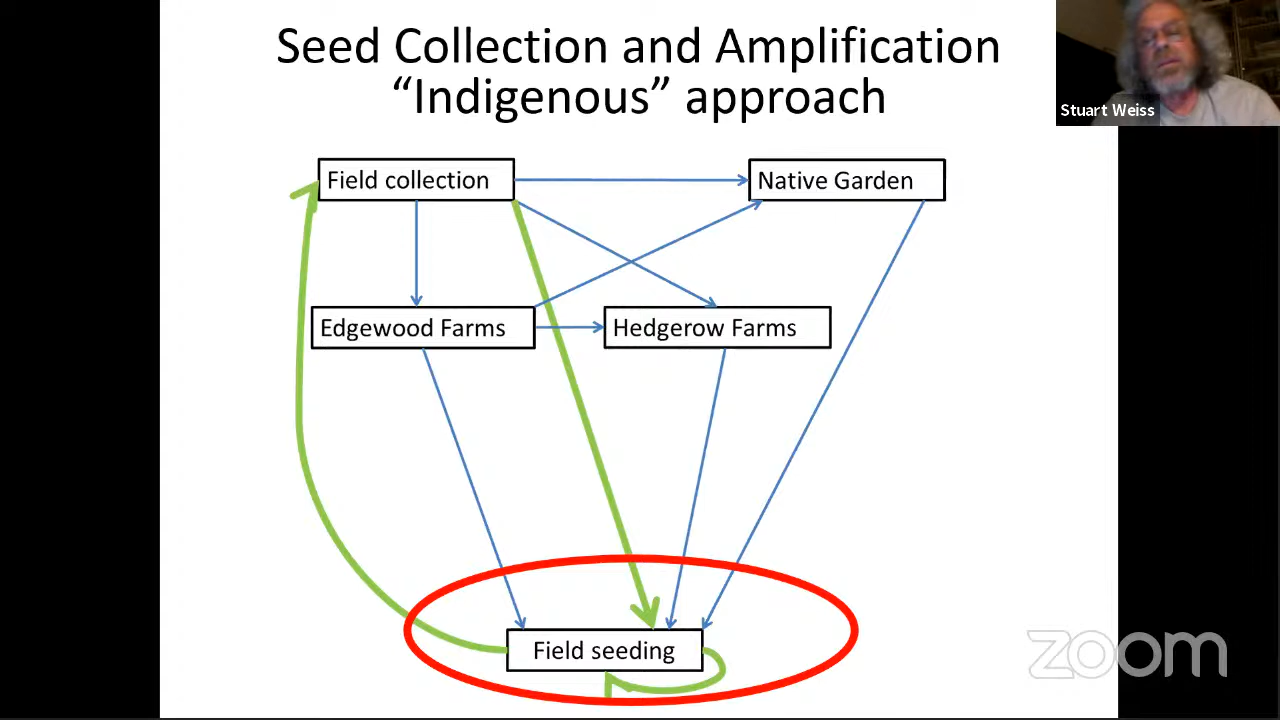 Seed Collection and Amplification
“Indigenous” approach
Stuart Weiss
Field collection
Native Garden
Edgewood Farms
Hedgerow Farms
Field seeding
zoom